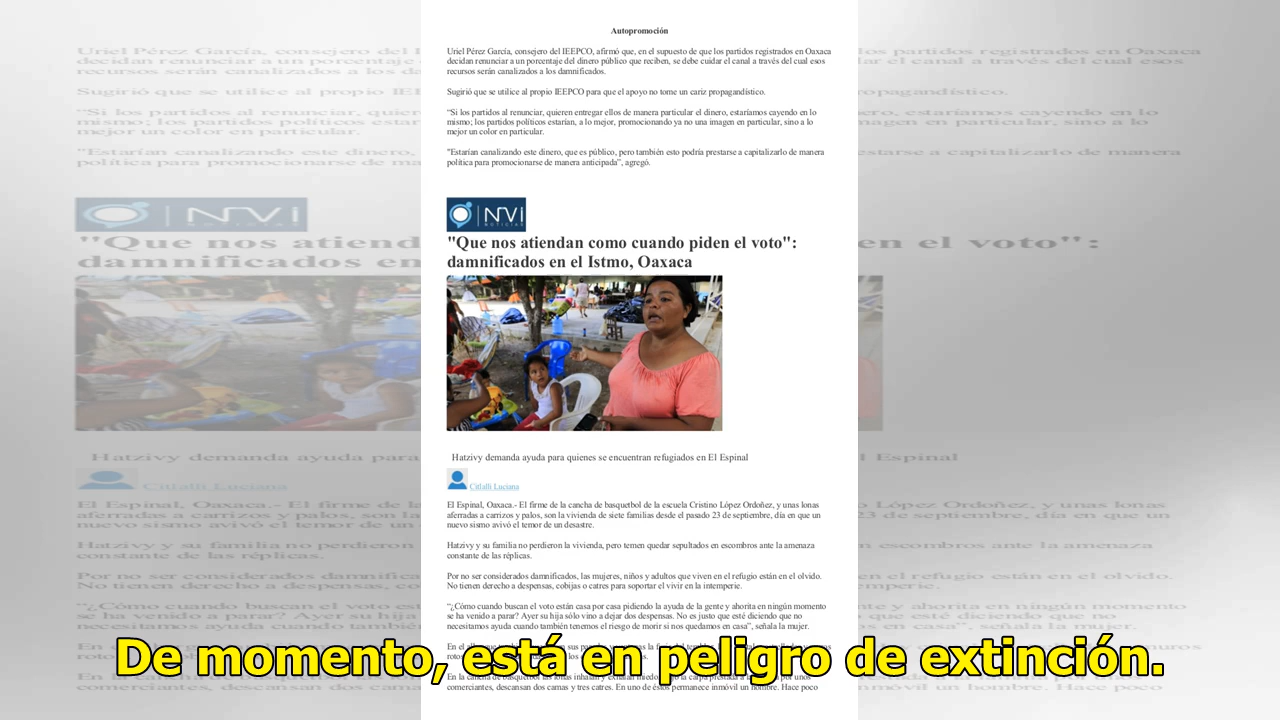 Autopromoción
Uriel Pérez García, consejero del IEEPCO, afirmó que, en el supuesto de que los partidos registrados en Oaxaca
decidan renunciar a un porcentaje del dinero público que reciben, se debe cuidar el canal a través del cual esos
recursos serán canalizados a los damnificados.
Sugirió que se utilice al propio IEEPCO para que el apoyo no tome un cariz propagandístico.
“Si los partidos al renunciar, quieren entregar ellos de manera particular el dinero, estaríamos cayendo en lo
mismo; los partidos políticos estarían, a lo mejor, promocionando ya no una imagen en particular, sino a lo
mejor un color en particular.
"Estarían canalizando este dinero, que es público, pero también esto podría prestarse a capitalizarlo de manera
política para promocionarse de manera anticipada”, agregó.
NVI
NOTICIAS
"Que nos atiendan como cuando piden el voto":
damnificados en el Istmo, Oaxaca
Hatzivy demanda ayuda para quienes se encuentran refugiados en El Espinal
Citlalli Luciana
El Espinal, Oaxaca.- El firme de la cancha de basquetbol de la escuela Cristino López Ordoñez, y unas lonas
aferradas a carrizos y palos, son la vivienda de siete familias desde el pasado 23 de septiembre, día en que un
nuevo sismo avivó el temor de un desastre.
Hatzivy y su familia no perdieron la vivienda, pero temen quedar sepultados en escombros ante la amenaza
constante de las réplicas.
Por no ser considerados damnificados, las mujeres, niños y adultos que viven en el refugio están en el olvido.
No tienen derecho a despensas, cobijas o catres para soportar el vivir en la intemperie.
“¿Cómo cuando buscan el voto están casa por casa pidiendo la ayuda de la gente y ahorita en ningún momento
se ha venido a parar? Ayer su hija sólo vino a dejar dos despensas. No es justo que esté diciendo que no
necesitamos ayuda cuando también tenemos el riesgo de morir si nos quedamos en casa”, señala la mujer.
De momento, está en peligro de extinción.
comerciantes, descansan dos camas y tres catres. En uno de éstos permanece inmóvil un hombre. Hace poco